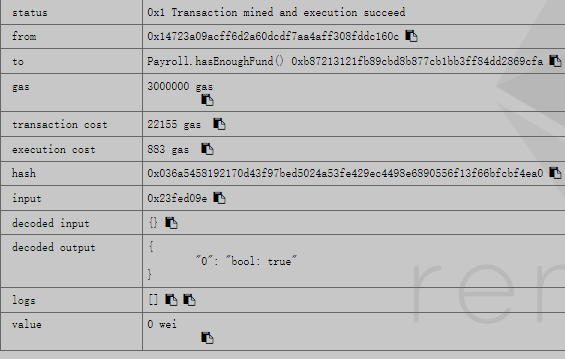 status 0x1 Transaction mined and execution succeed
from 0x14723a09acff6d2a60dcdf7aa4aff308fddc160c
to Payroll.hasEnoughFund() 0xb87213121fb89cbd8b877cb1bb3ff84dd2869cfa
gas 3000000 gas
transaction cost 22155 gas
execution cost 883 gas
hash 0x036a5458192170d43f97bed5024a53fe429ec4498e6890556f13f66bfcbf4ea0
input 0x23fed09e
decoded input {}
decoded output {
"0": "bool: true"
}
logs []
value 0 wei
rem